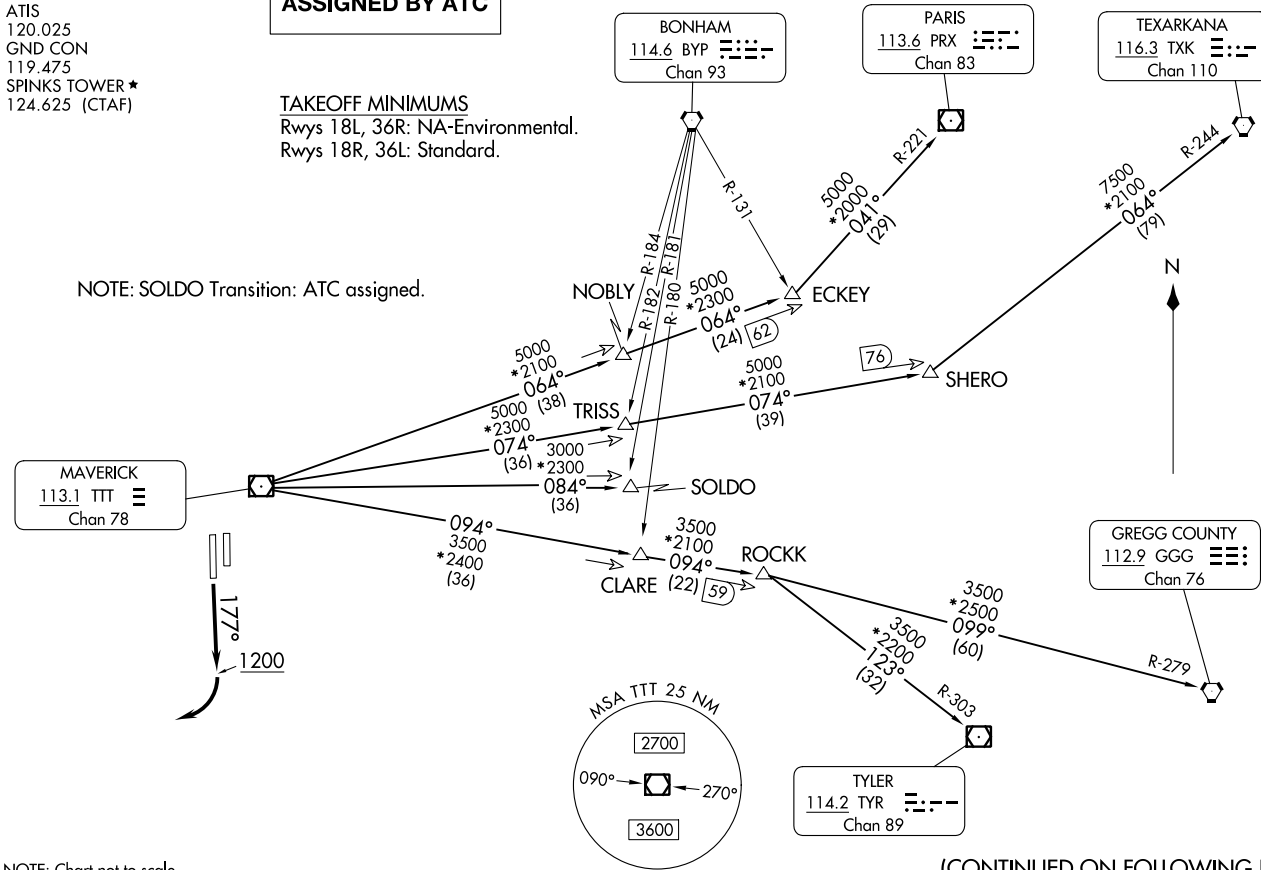 ATIS
120.025
GND CON
119.475
SPINKS TOWER ★
124.625 (CTAF)
ASSIGNED BY ATC
TAKEOFF MINIMUMS
Rwys 18L, 36R: NA-Environmental.
Rwys 18R, 36L: Standard.
BONHAM
114.6 BYP
Chan 93
PARIS
113.6 PRX
Chan 83
TEXARKANA
116.3 TXK
Chan 110
NOTE: SOLDO Transition: ATC assigned.
R-221
5000
*2000
041°
(29)
R-244
7500
*2100
064°
(79)
R-131
R-184
R-181
R-182
R-180
N
NOBLY
5000
*2300
064°
(24)
62
ECKEY
5000
*2100
064°
(38)
76
SHERO
TRISS
5000
*2100
074°
(39)
5000
*2300
074°
(36)
3000
*2300
084°
(36)
SOLDO
MAVERICK
113.1 TTT
Chan 78
094°
3500
*2400
(36)
CLARE
3500
*2100
094°
(22)
59
ROCKK
GREGG COUNTY
112.9 GGG
Chan 76
3500
*2500
099°
(60)
R-279
3500
*2200
123°
(32)
R-303
177°
1200
MSA TTT 25 NM
2700
090°
270°
3600
TYLER
114.2 TYR
Chan 89
NOTE: Chart not to scale
(CONTINUED ON FOLLOWING